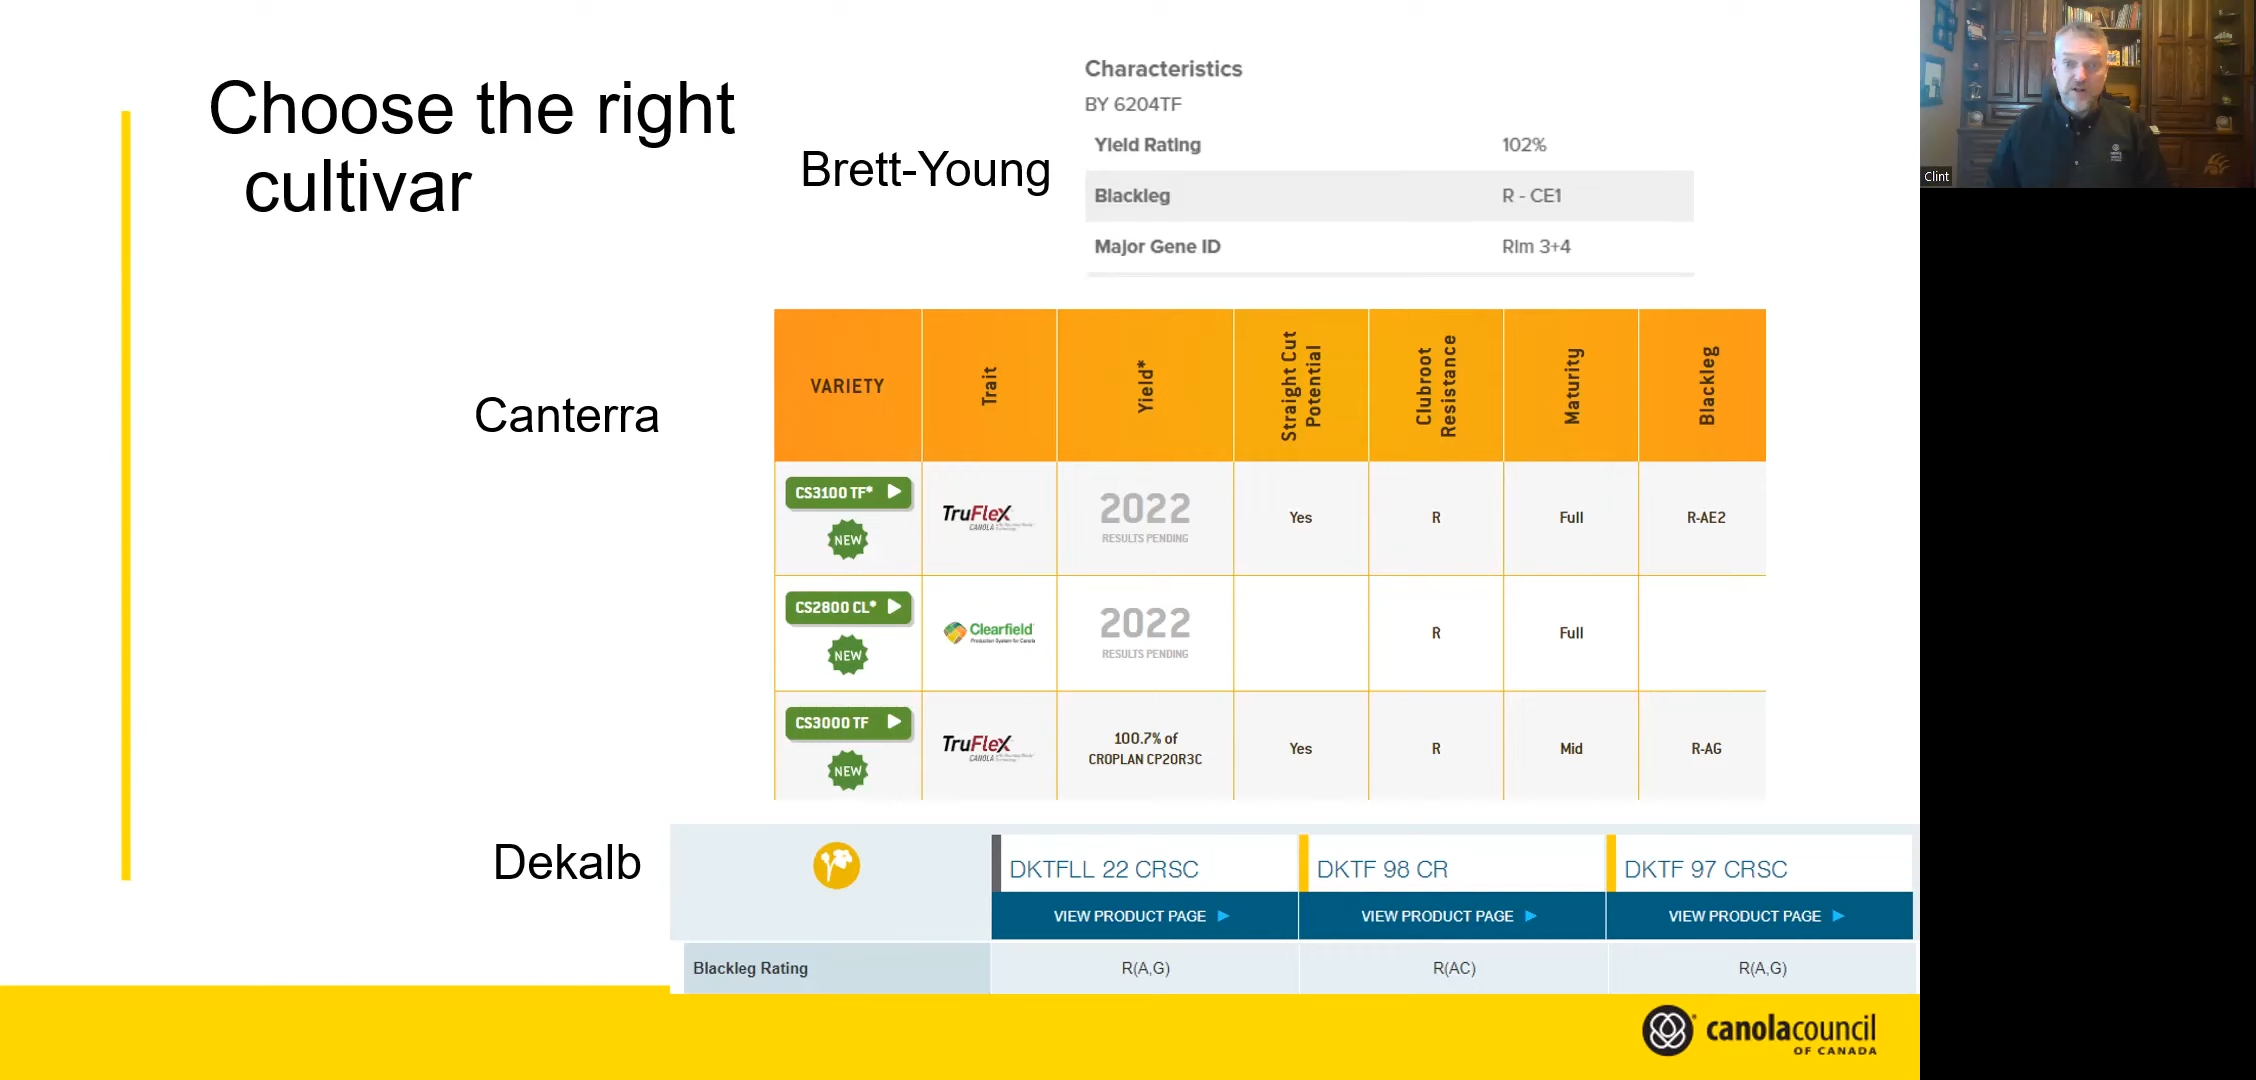 Choose the right
cultivar
Brett-Young
Characteristics
BY 6204TF
Yield Rating 102%
Blackleg R - CE1
Major Gene ID Rlm 3+4
Canterra
VARIETY Trait Yield* Straight Cut Potential Clubroot Resistance Maturity Blackleg
CS3100 TF* TruFlex CANOLA 2022 Yes R Full R-AE2
NEW RESULTS PENDING
CS2800 CL* Clearfield 2022 R Full
Production System for Canola
NEW RESULTS PENDING
CS3000 TF TruFlex CANOLA 100.7% of Yes R Mid R-AG
NEW CROPLAN CP20R3C
Dekalb
DKTFLL 22 CRSC DKTF 98 CR DKTF 97 CRSC
VIEW PRODUCT PAGE VIEW PRODUCT PAGE VIEW PRODUCT PAGE
Blackleg Rating R(A,G) R(AC) R(A,G)
canolacouncil
OF CANADA
Clint